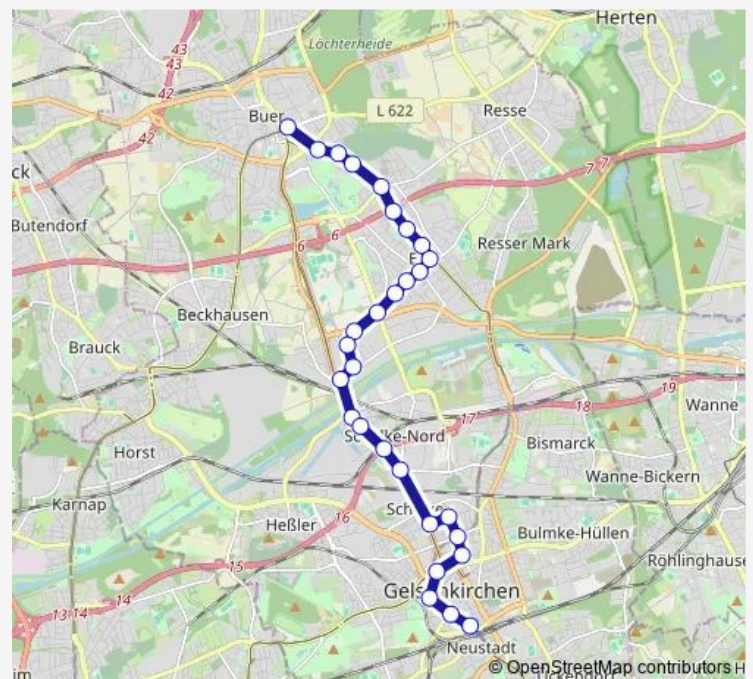 Herten
43
43
Löchterheide
42
Buer
L 622
Resse
42
7 7
ck
Butendorf
6
6
Resser Mark
E
Beckhausen
Brauck
19
18
Wanne
17
Horst
Bismarck
Wanne-Bickern
Karnap
16
Heßler
Bulmke-Hüllen
Röhlinghause
15
14
13 14
Neustadt
im
© OpenStreetMap contributors H